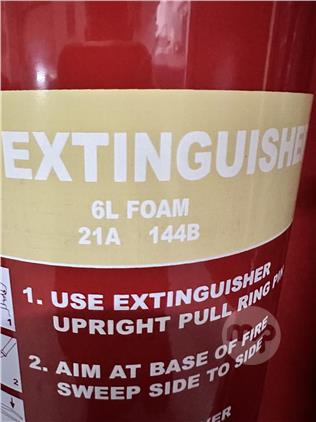 EXTINGUISHER
6L FOAM
21A 144B
1. USE EXTINGUISHER
UPRIGHT PULL RING PIN
2. AIM AT BASE OF FIRE
SWEEP SIDE TO SIDE